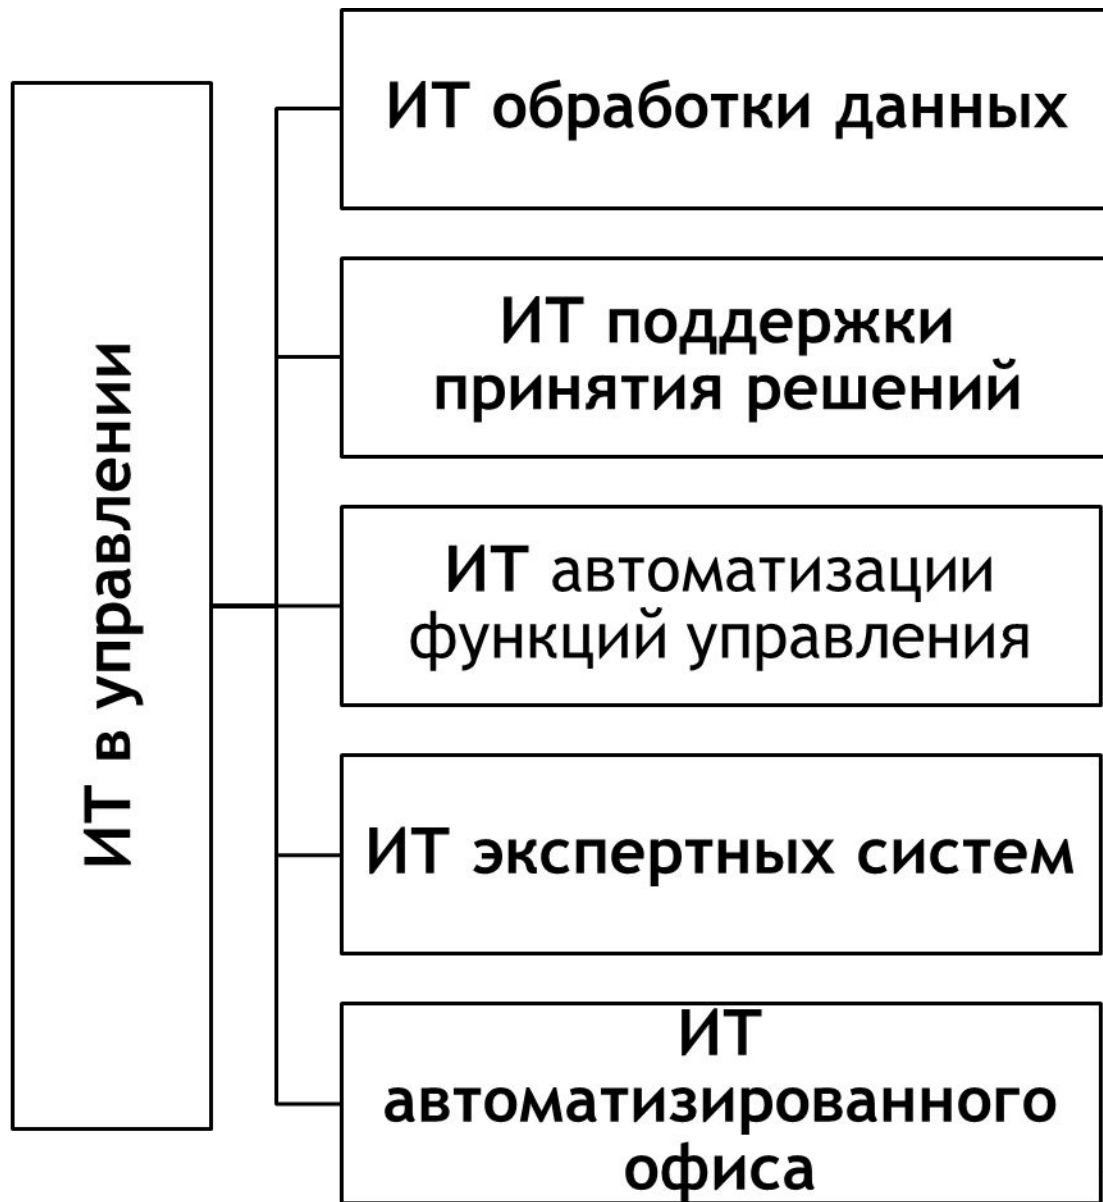 ИТ в управлении
ИТ обработки данных
ИТ поддержки
принятия решений
ИТ автоматизации
функций управления
ИТ экспертных систем
ИТ
автоматизированного
офиса